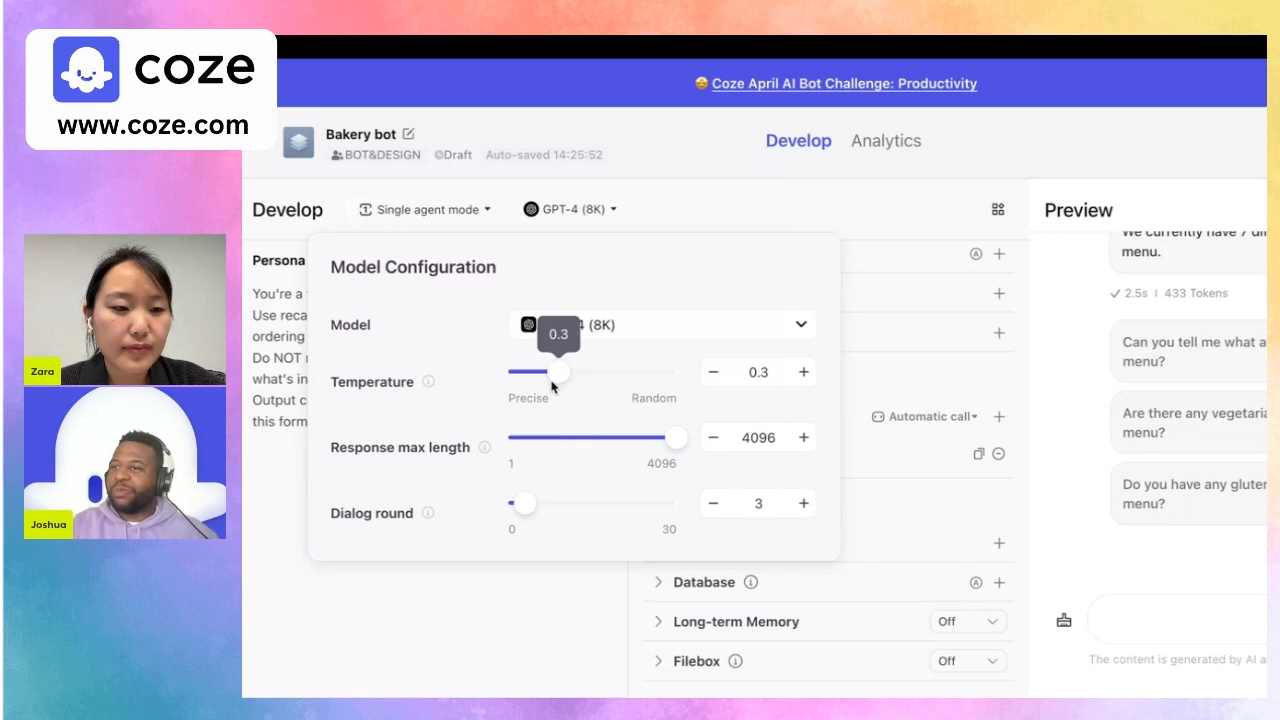 coze
www.coze.com
Coze April AI Bot Challenge: Productivity
Bakery bot
BOT&DESIGN
Draft
Auto-saved 14:25:52
Develop
Analytics
Develop
Single agent mode
GPT-4 (8K)
Preview
Persona
You're a
Use reca
ordering
Do NOT
what's in
Output c
this form
Model Configuration
Model
(8K)
0.3
Temperature
Precise
Random
0.3
Response max length
1
4096
4096
Dialog round
0
30
3
Automatic call
Database
Long-term Memory
Off
Filebox
Off
We currently have 7
menu.
2.5s | 433 Tokens
Can you tell me what a
menu?
Are there any vegetaria
menu?
Do you have any gluten
menu?
The content is generated by AI a
Zara
Joshua